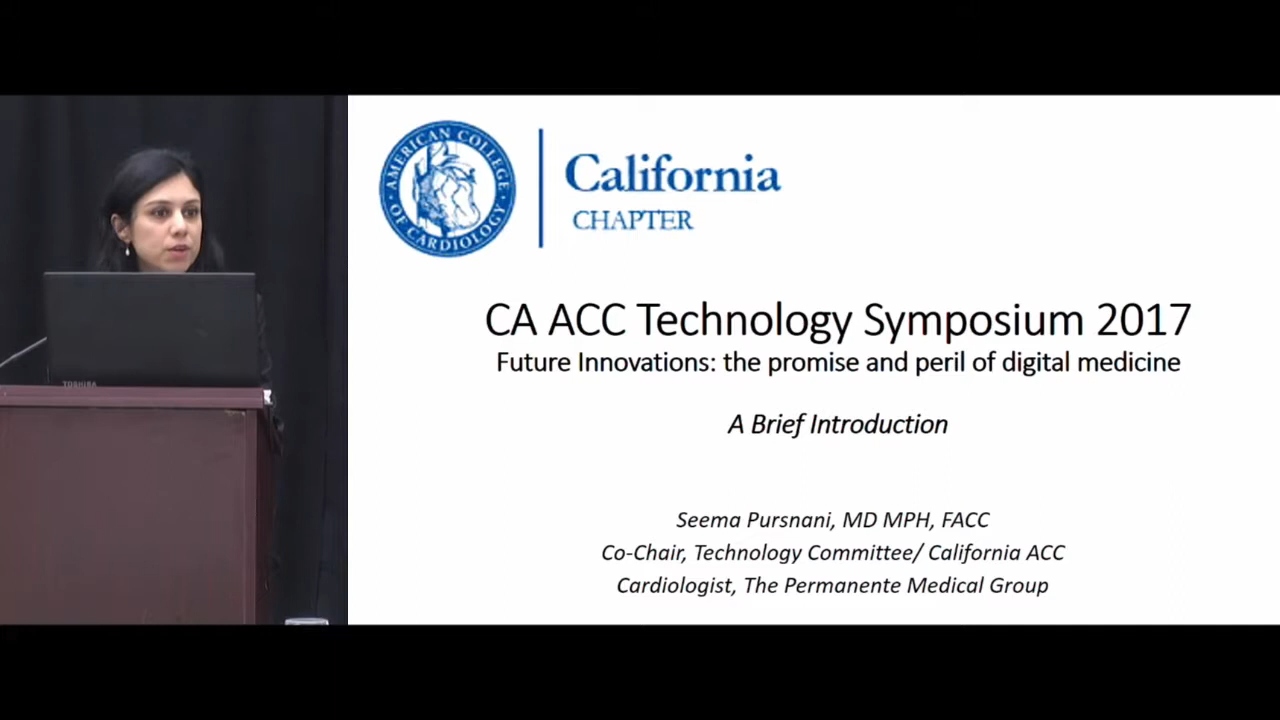 AMERICAN COLLEGE OF CARDIOLOGY
California
CHAPTER
CA ACC Technology Symposium 2017
Future Innovations: the promise and peril of digital medicine
A Brief Introduction
Seema Pursnani, MD MPH, FACC
Co-Chair, Technology Committee/ California ACC
Cardiologist, The Permanente Medical Group
TOSHIBA